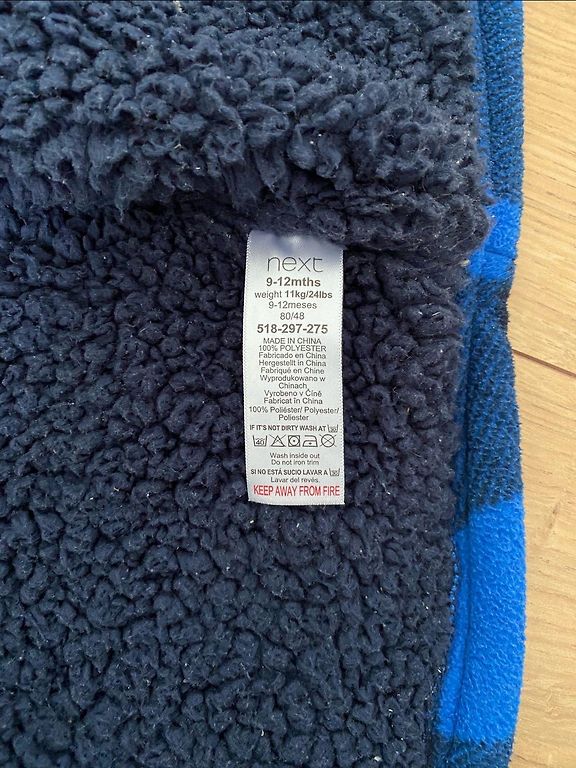 next
9-12mths
weight 11kg/24lbs
9-12meses
80/48
518-297-275
MADE IN CHINA
100% POLYESTER
Fabricado en China
Hergestellt in China
Fabriqué en Chine
Wyprodukowano w
Chinach
Vyrobeno v Číně
Fabricat în China
100% Poliéster/ Polyester/
Poliester
IF IT'S NOT DIRTY WASH AT 30
40
Wash inside out
Do not iron trim
SI NO ESTÁ SUCIO LAVAR A 30
Lavar del revés.
KEEP AWAY FROM FIRE